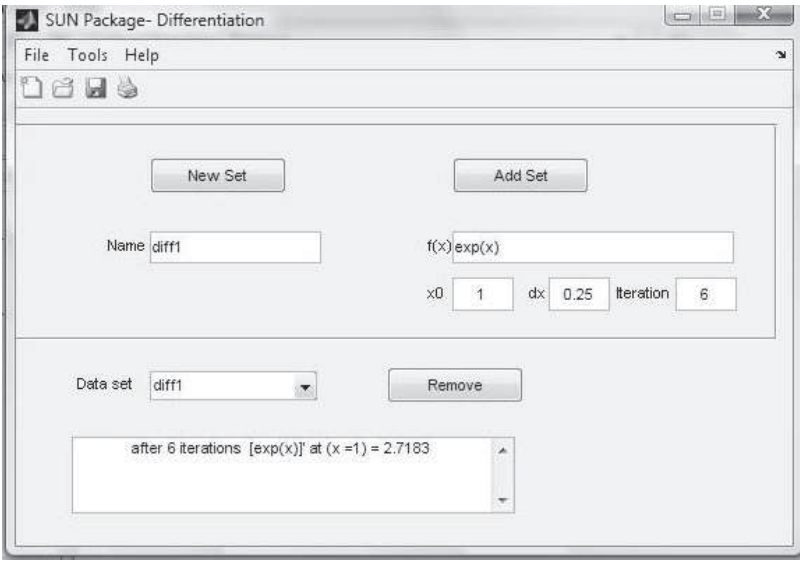 SUN Package- Differentiation
File Tools Help
New Set Add Set
Name diff1 f(x) exp(x)
x0 1 dx 0.25 Iteration 6
Data set diff1 Remove
after 6 iterations [exp(x)]' at (x =1) = 2.7183